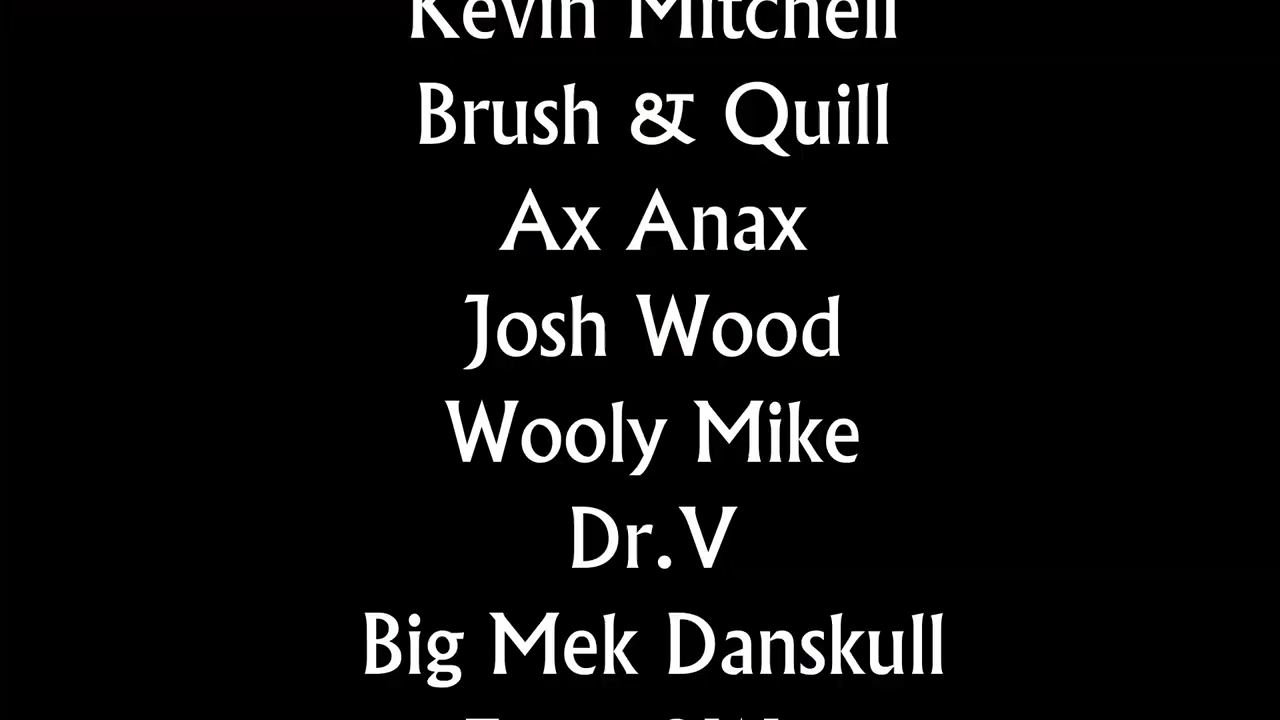 Kevin Mitchell
Brush & Quill
Ax Anax
Josh Wood
Wooly Mike
Dr.V
Big Mek Danskull